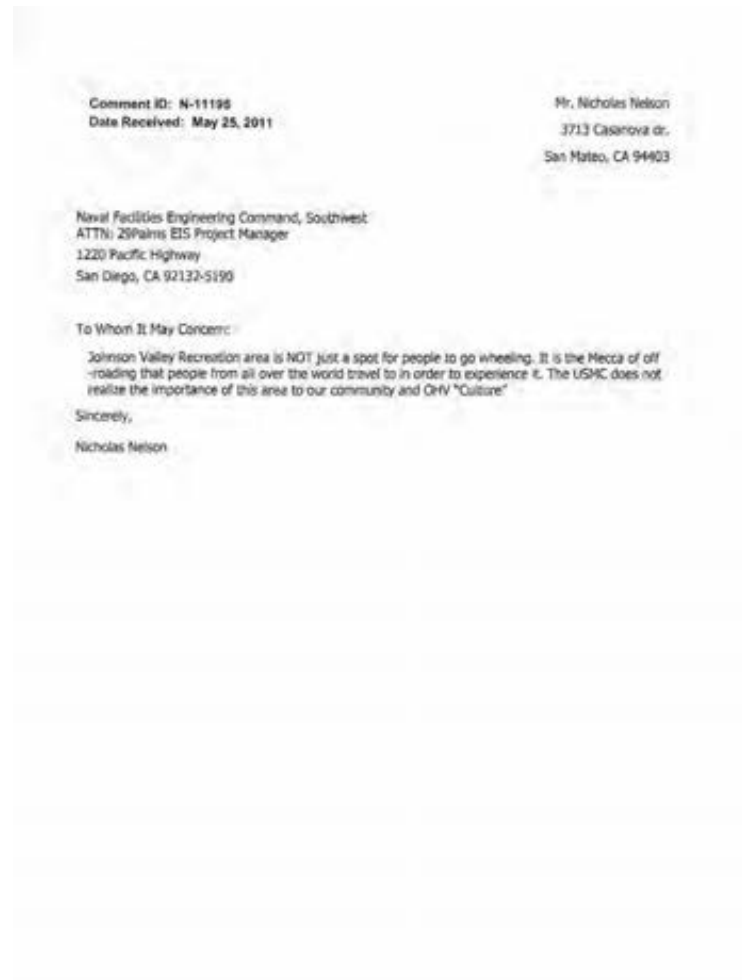 Comment ID: N-11196
Date Received: May 25, 2011
Mr. Nicholas Nelson
3713 Casanova dr.
San Mateo, CA 94403
Naval Facilities Engineering Command, Southwest
ATTN: 29Palms EIS Project Manager
1220 Pacific Highway
San Diego, CA 92132-5190
To Whom It May Concern:
Johnson Valley Recreation area is NOT just a spot for people to go wheeling. It is the Mecca of off
-roading that people from all over the world travel to in order to experience it. The USMC does not
realize the importance of this area to our community and OHV "Culture"
Sincerely,
Nicholas Nelson